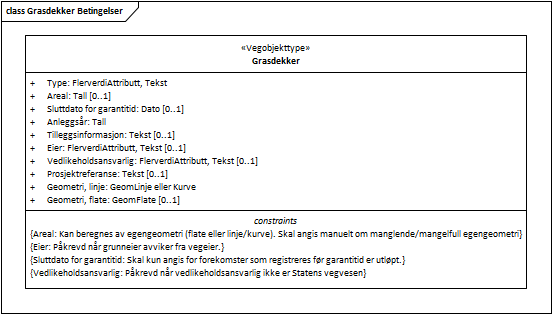 class Grasdekker Betingelser
«Vegobjekttype»
Grasdekker
+ Type: FlerverdiAttributt, Tekst
+ Areal: Tall [0..1]
+ Sluttdato for garantitid: Dato [0..1]
+ Anleggsår: Tall
+ Tilleggsinformasjon: Tekst [0..1]
+ Eier: FlerverdiAttributt, Tekst [0..1]
+ Vedlikeholdsansvarlig: FlerverdiAttributt, Tekst [0..1]
+ Prosjektreferanse: Tekst [0..1]
+ Geometri, linje: GeomLinje eller Kurve
+ Geometri, flate: GeomFlate [0..1]
constraints
{Areal: Kan beregnes av egengeometri (flate eller linje/kurve). Skal angis manuelt om manglende/mangelfull egengeometri}
{Eier: Påkrevd når grunneier avviker fra vegeier.}
{Sluttdato for garantitid: Skal kun angis for forekomster som registreres før garantitid er utløpt.}
{Vedlikeholdsansvarlig: Påkrevd når vedlikeholdsansvarlig ikke er Statens vegvesen}